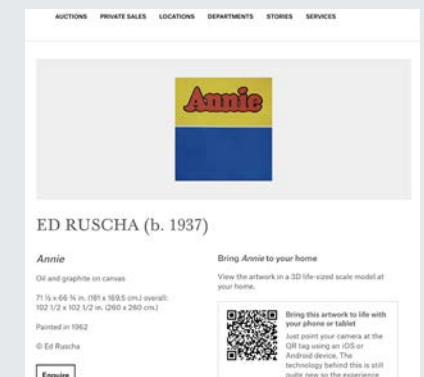 AUCTIONS PRIVATE SALES LOCATIONS DEPARTMENTS STORIES SERVICES
Annie
ED RUSCHA (b. 1937)
Annie
Oil and graphite on canvas
71 ½ x 66 ¾ in. (181 x 169.5 cm.) overall:
102 1/2 x 102 1/2 in. (260 x 260 cm.)
Painted in 1962
© Ed Ruscha
Enquire
Bring Annie to your home
View the artwork in a 3D life-sized scale model at
your home.
Bring this artwork to life with
your phone or tablet
Just point your camera at the
QR tag using an iOS or
Android device. The
technology behind this is still
quite new so the experience